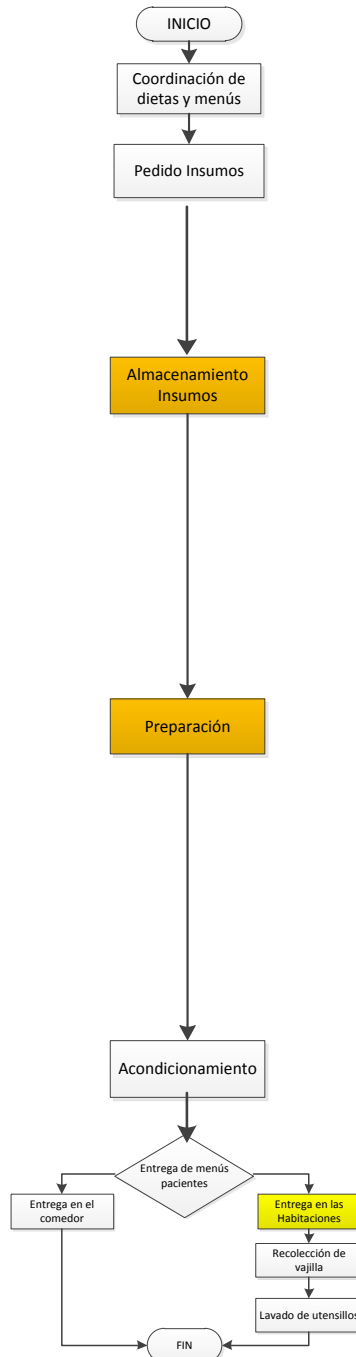 INICIO
Coordinación de
dietas y menús
Pedido Insumos
Almacenamiento
Insumos
Preparación
Acondicionamiento
Entrega de menús
pacientes
Entrega en el
comedor
Entrega en las
Habitaciones
Recolección de
vajilla
Lavado de utensillos
FIN